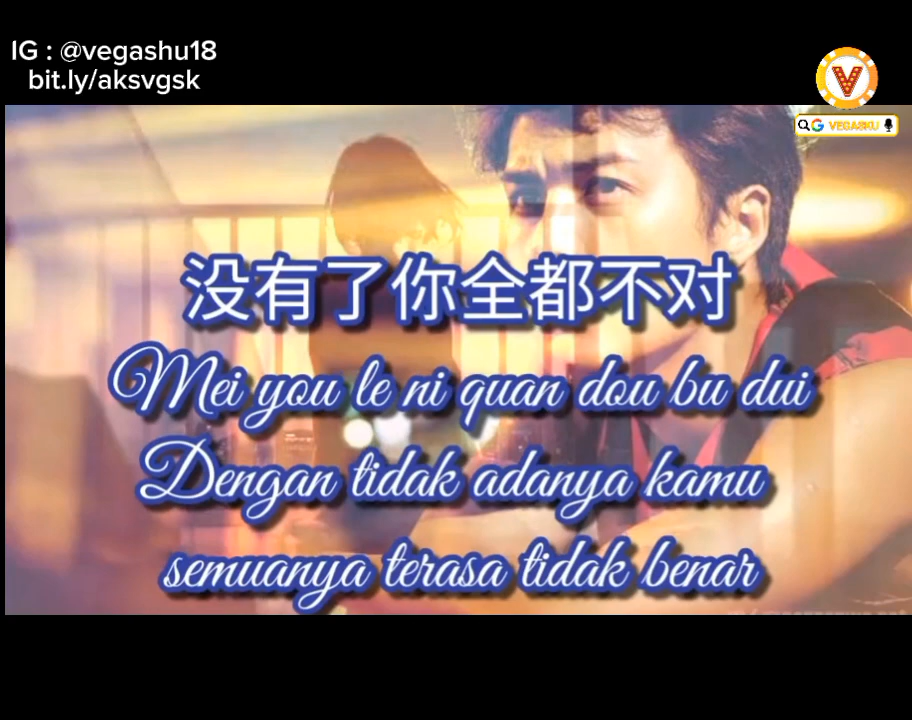 IG : @vegashu18
bit.ly/aksvgsk
V
VEGASKU
没有了你全都不对
Mei you le ni quan dou bu dui
Dengan tidak adanya kamu
semuanya terasa tidak benar